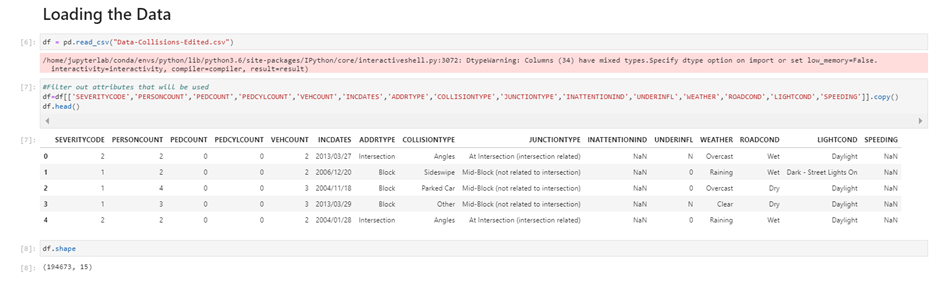 Loading the Data
[6]: df = pd.read_csv("Data-Collisions-Edited.csv")
/home/jupyterlab/conda/envs/python/lib/python3.6/site-packages/IPython/core/interactiveshell.py:3072: DtypeWarning: Columns (34) have mixed types.Specify dtype option on import or set low_memory=False.
interactivity=interactivity, compiler=compiler, result=result)
[7]: #Filter out attributes that will be used
df=df[['SEVERITYCODE','PERSONCOUNT','PEDCOUNT','PEDCYLCOUNT','VEHCOUNT','INCDATES','ADDRTYPE','COLLISIONTYPE','JUNCTIONTYPE','INATTENTIONIND','UNDERINFL','WEATHER','ROADCOND','LIGHTCOND','SPEEDING']].copy()
df.head()
[7]: SEVERITYCODE PERSONCOUNT PEDCOUNT PEDCYLCOUNT VEHCOUNT INCDATES ADDRTYPE COLLISIONTYPE JUNCTIONTYPE INATTENTIONIND UNDERINFL WEATHER ROADCOND LIGHTCOND SPEEDING
0 2 2 0 0 2 2013/03/27 Intersection Angles At Intersection (intersection related) NaN N Overcast Wet Daylight NaN
1 1 2 0 0 2 2006/12/20 Block Sideswipe Mid-Block (not related to intersection) NaN 0 Raining Wet Dark - Street Lights On NaN
2 1 4 0 0 3 2004/11/18 Block Parked Car Mid-Block (not related to intersection) NaN 0 Overcast Dry Daylight NaN
3 1 3 0 0 3 2013/03/29 Block Other Mid-Block (not related to intersection) NaN N Clear Dry Daylight NaN
4 2 2 0 0 2 2004/01/28 Intersection Angles At Intersection (intersection related) NaN 0 Raining Wet Daylight NaN
[8]: df.shape
[8]: (194673, 15)